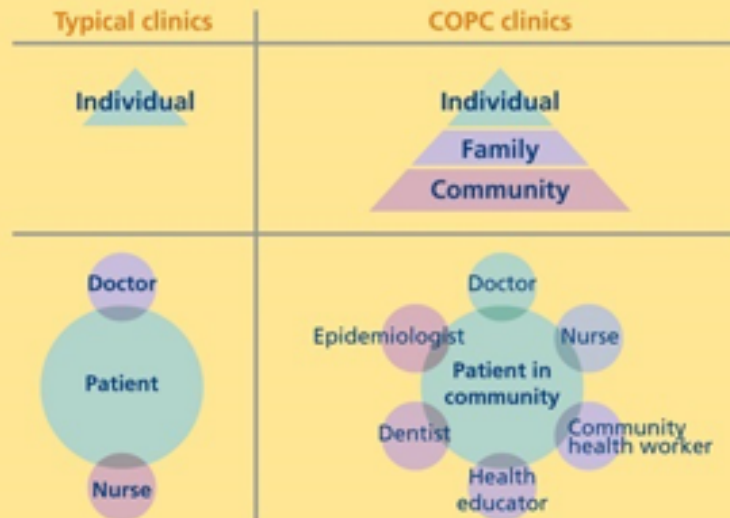 Typical clinics
COPC clinics
Individual
Individual
Family
Community
Doctor
Patient
Nurse
Doctor
Epidemiologist
Nurse
Patient in
community
Dentist
Community
health worker
Health
educator